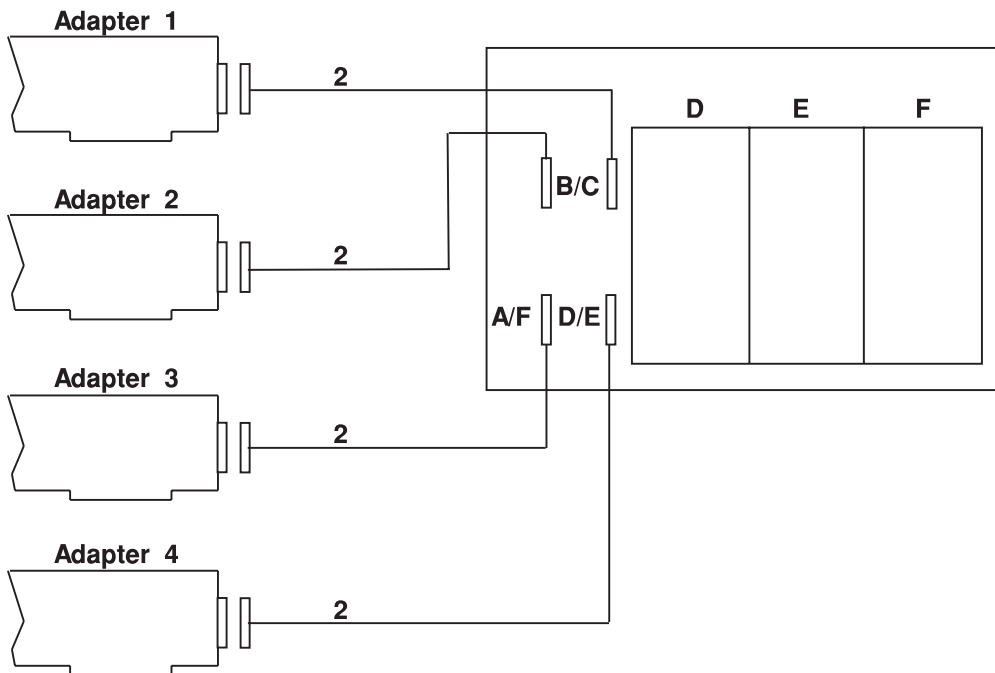 Adapter 1
2
D E F
Adapter 2
B/C
2
A/F D/E
Adapter 3
2
Adapter 4
2